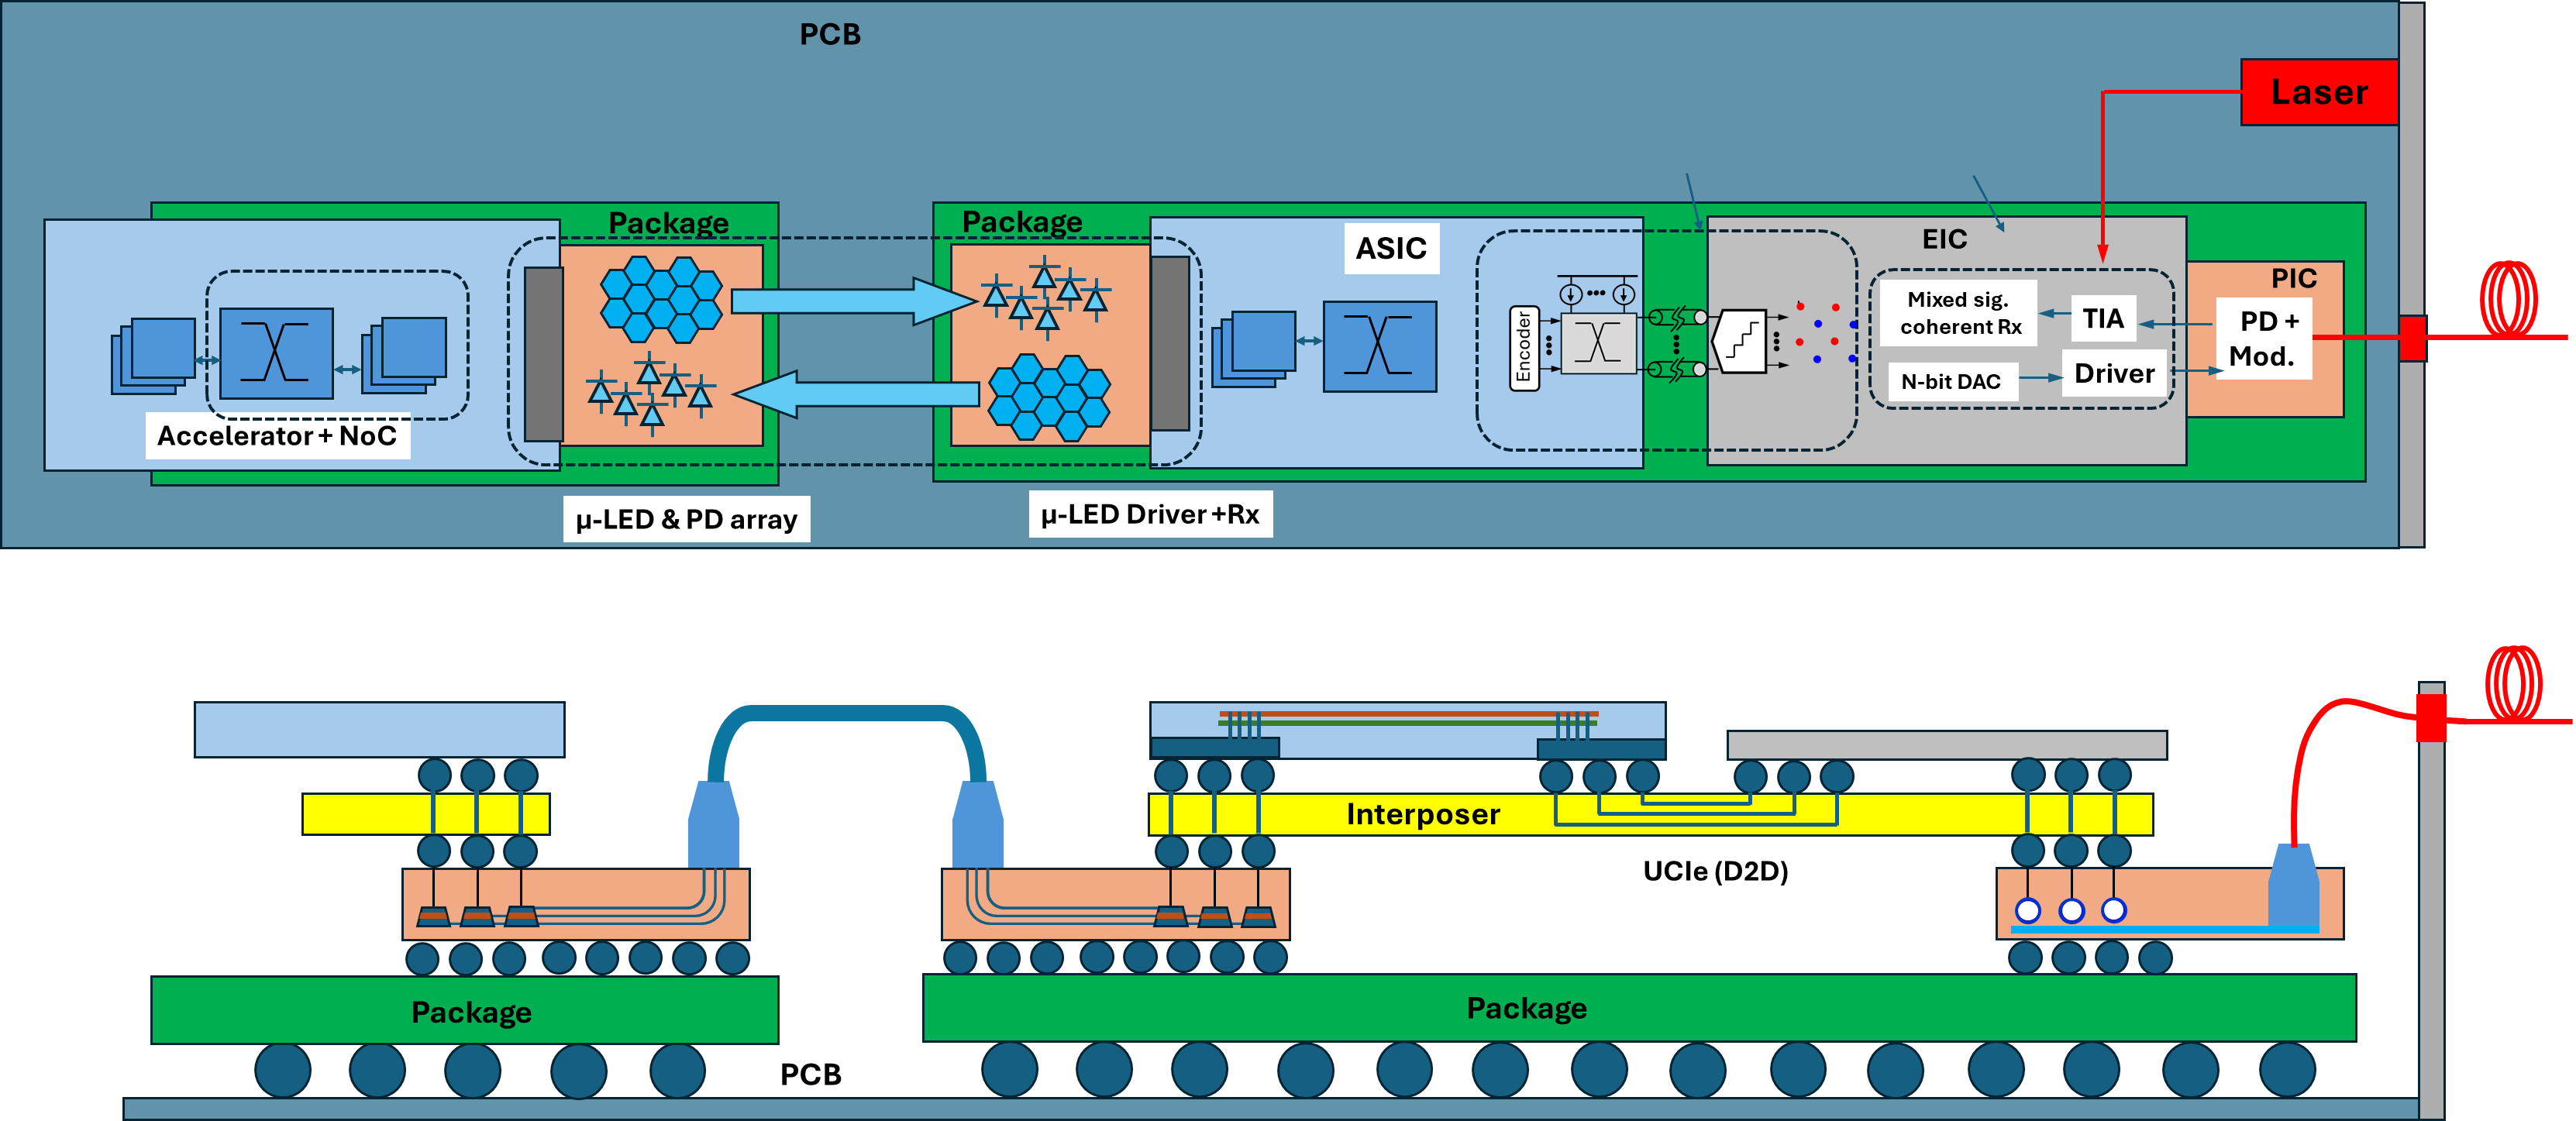 PCB
Laser
Package
Package
ASIC
EIC
PIC
Mixed sig.
coherent Rx
TIA
PD +
Mod.
N-bit DAC
Driver
Encoder
Accelerator + NoC
µ-LED & PD array
µ-LED Driver +Rx
Interposer
UCIe (D2D)
Package
Package
PCB